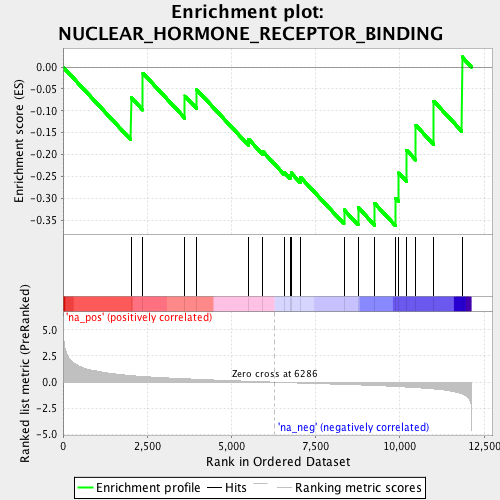 Enrichment plot:
NUCLEAR_HORMONE_RECEPTOR_BINDING
Enrichment score (ES)
0.00
-0.05
-0.10
-0.15
-0.20
-0.25
-0.30
-0.35
'na_pos' (positively correlated)
Ranked list metric (PreRanked)
5.0
2.5
0.0
-2.5
-5.0
Zero cross at 6286
'na_neg' (negatively correlated)
0
2,500
5,000
7,500
10,000
12,500
Rank in Ordered Dataset
Enrichment profile
Hits
Ranking metric scores